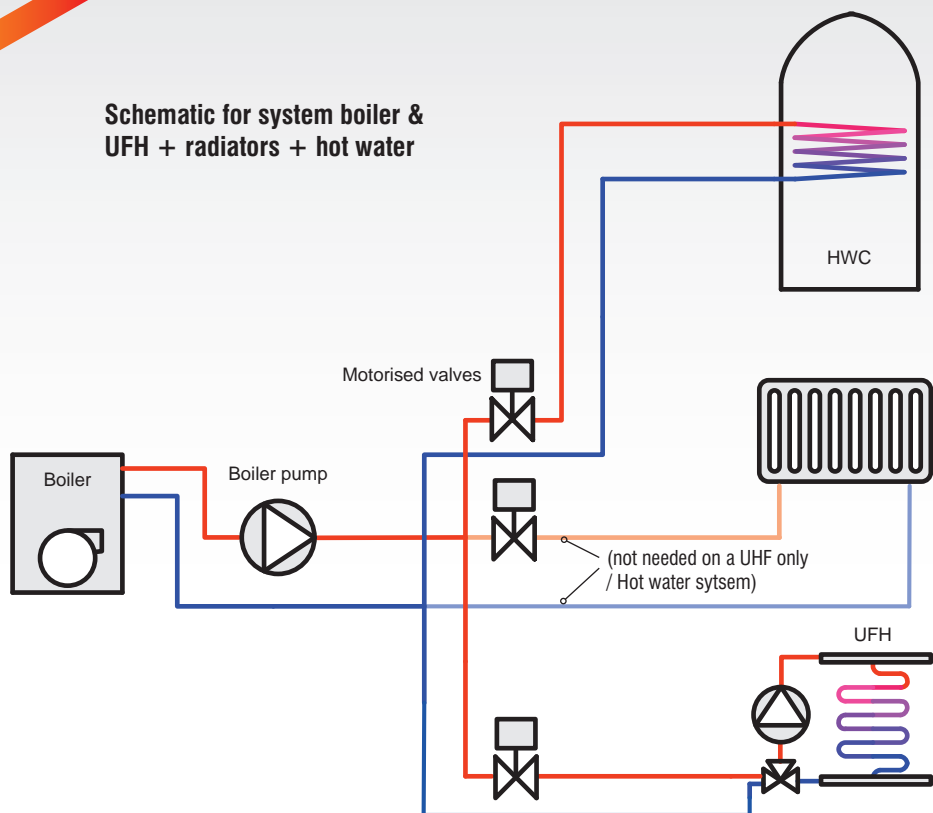 Schematic for system boiler &
UFH + radiators + hot water
HWC
Motorised valves
Boiler
Boiler pump
(not needed on a UHF only
/ Hot water sytsem)
UFH